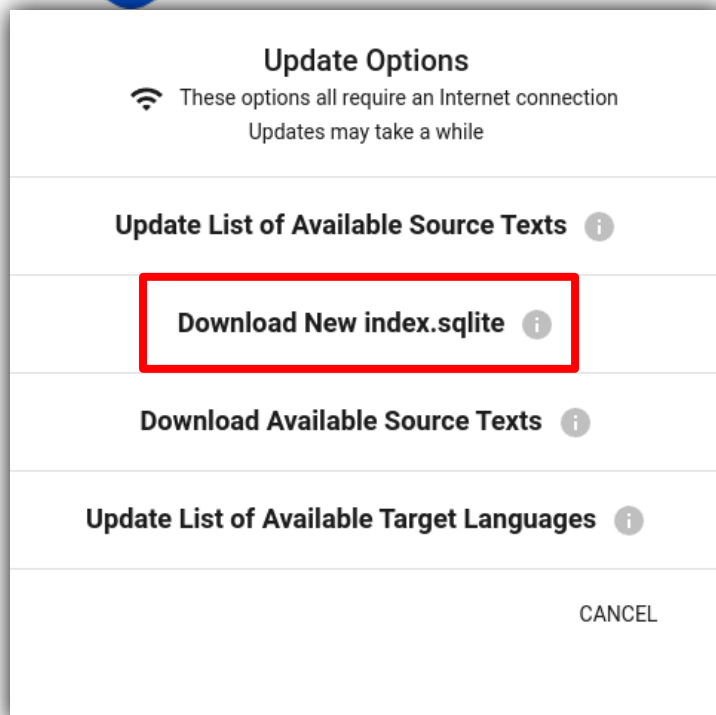 Update Options
These options all require an Internet connection
Updates may take a while
Update List of Available Source Texts
Download New index.sqlite
Download Available Source Texts
Update List of Available Target Languages
CANCEL